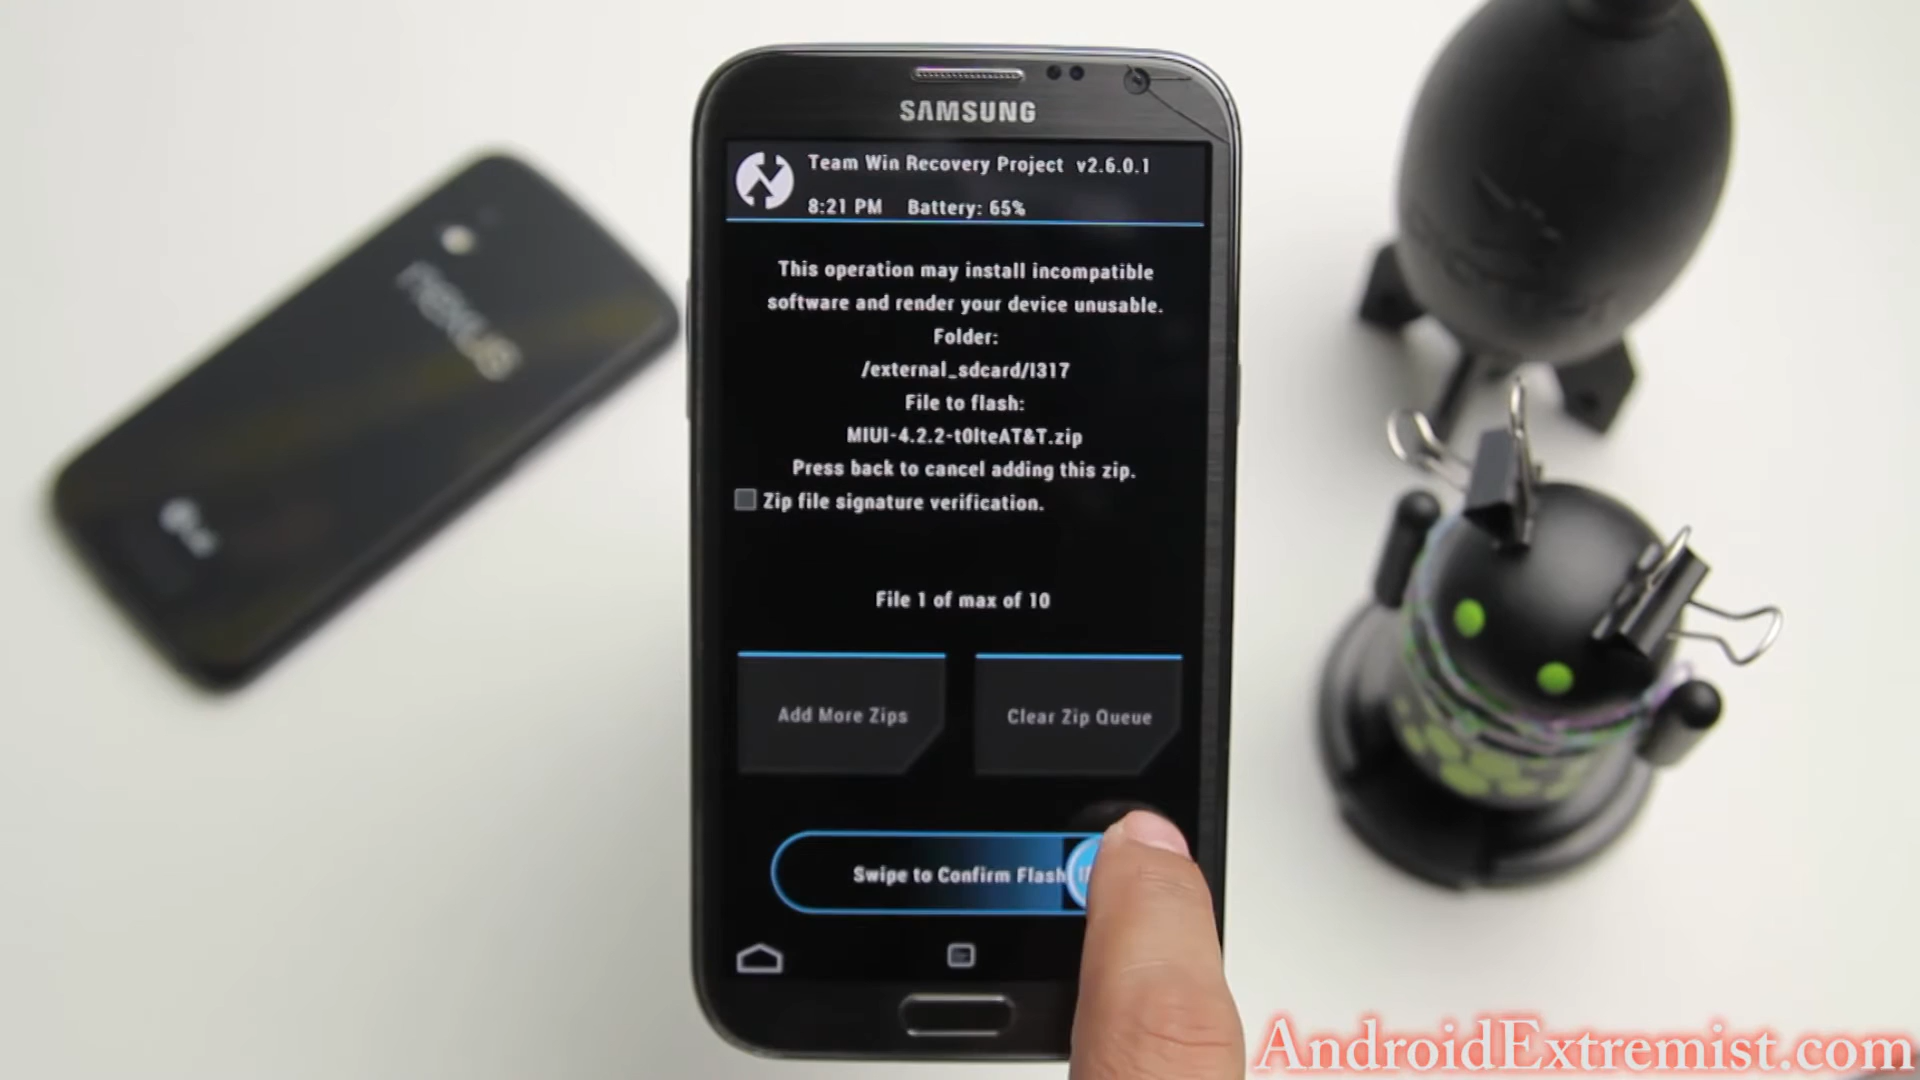 SAMSUNG
Team Win Recovery Project v2.6.0.1
8:21 PM Battery: 65%
This operation may install incompatible
software and render your device unusable.
Folder:
/external_sdcard/I317
File to flash:
MIUI-4.2.2-t0lteAT&T.zip
Press back to cancel adding this zip.
Zip file signature verification.
File 1 of max of 10
Add More Zips
Clear Zip Queue
Swipe to Confirm Flash
nexus
LG
AndroidExtremist.com